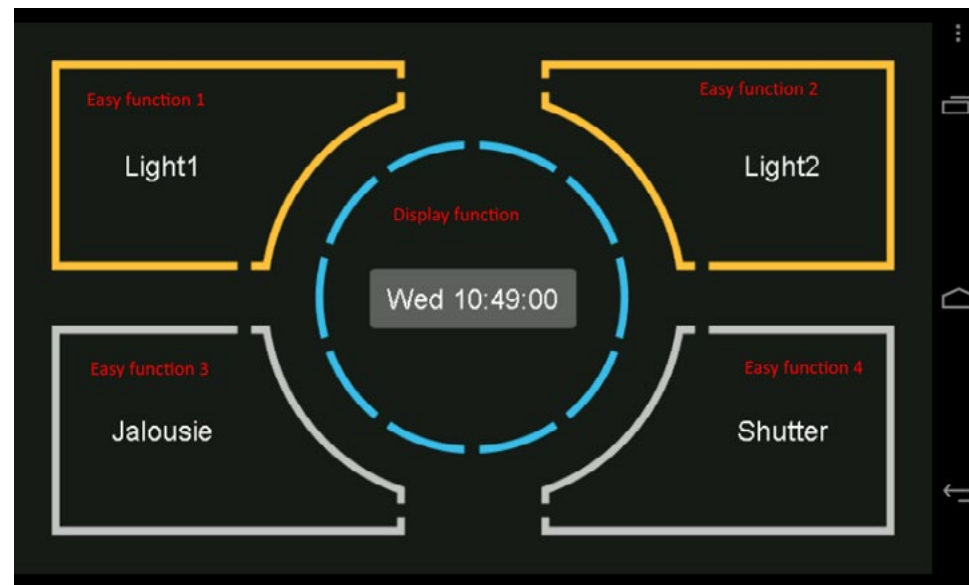 Easy function 1
Easy function 2
Light1
Light2
Display function
Wed 10:49:00
Easy function 3
Easy function 4
Jalousie
Shutter